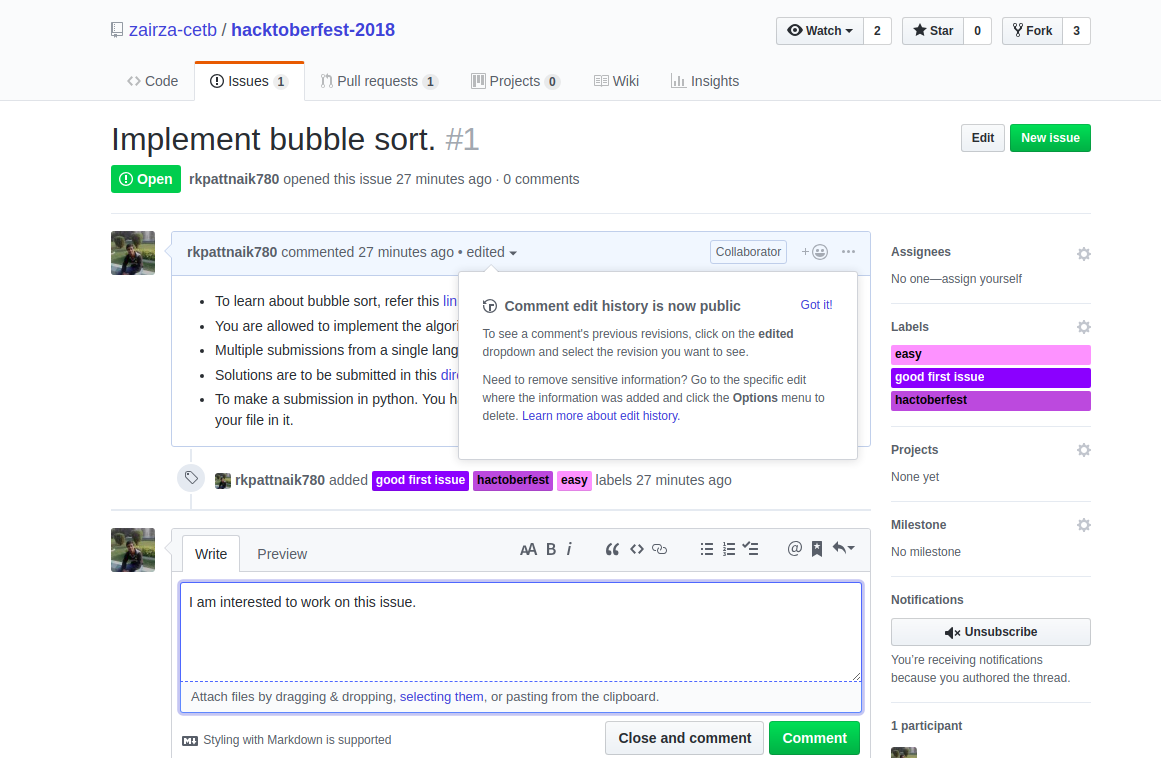 zairza-cetb / hacktoberfest-2018
Watch 2 Star 0 Fork 3
Code Issues 1 Pull requests 1 Projects 0 Wiki Insights
Implement bubble sort. #1
Edit New issue
Open rkpattnaik780 opened this issue 27 minutes ago · 0 comments
rkpattnaik780 commented 27 minutes ago • edited Collaborator
To learn about bubble sort, refer this
You are allowed to implement the
Multiple submissions from a single
Solutions are to be submitted in this
To make a submission in python. You
your file in it.
Comment edit history is now public Got it!
To see a comment's previous revisions, click on the edited
dropdown and select the revision you want to see.
Need to remove sensitive information? Go to the specific edit
where the information was added and click the Options menu to
delete. Learn more about edit history.
rkpattnaik780 added good first issue hactoberfest easy labels 27 minutes ago
Write Preview
AA B i
I am interested to work on this issue.
Attach files by dragging & dropping, selecting them, or pasting from the clipboard.
Styling with Markdown is supported
Close and comment Comment
Assignees
No one—assign yourself
Labels
easy
good first issue
hactoberfest
Projects
None yet
Milestone
No milestone
Notifications
Unsubscribe
You're receiving notifications
because you authored the thread.
1 participant